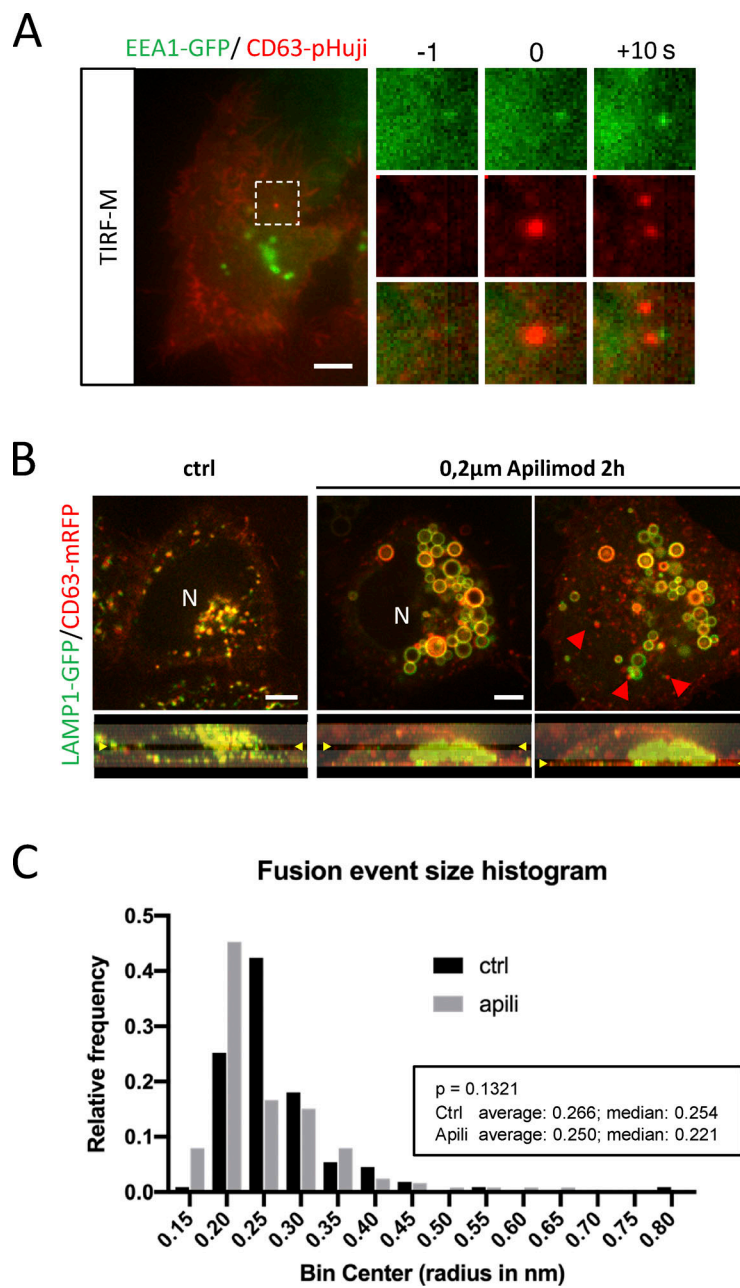 A
EEA1-GFP/ CD63-pHuji
-1
0
+10 s
TIRF-M
B
ctrl
0,2µm Apilimod 2h
LAMP1-GFP/CD63-mRFP
N
N
C
Fusion event size histogram
Relative frequency
0.5
0.4
0.3
0.2
0.1
0.0
ctrl
apili
p = 0.1321
Ctrl average: 0.266; median: 0.254
Apili average: 0.250; median: 0.221
0.15
0.20
0.25
0.30
0.35
0.40
0.45
0.50
0.55
0.60
0.65
0.70
0.75
0.80
Bin Center (radius in nm)